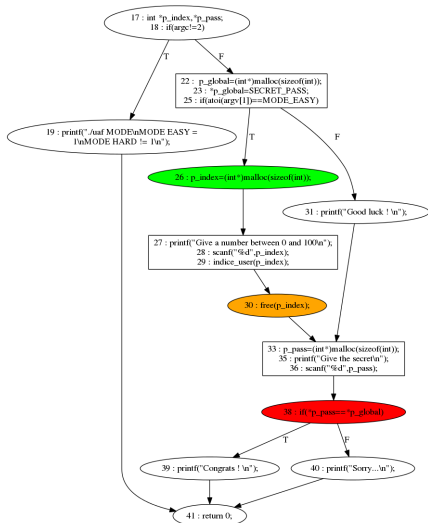 17 : int *p_index,*p_pass;
18 : if(argc!=2)
T
F
22 : p_global=(int*)malloc(sizeof(int));
23 : *p_global=SECRET_PASS;
25 : if(atoi(argv[1])==MODE_EASY)
19 : printf("./uaf MODE\nMODE EASY =
1\nMODE HARD != 1\n");
T
F
26 : p_index=(int*)malloc(sizeof(int));
31 : printf("Good luck ! \n");
27 : printf("Give a number between 0 and 100\n");
28 : scanf("%d",p_index);
29 : indice_user(p_index);
30 : free(p_index);
33 : p_pass=(int*)malloc(sizeof(int));
35 : printf("Give the secret\n");
36 : scanf("%d",p_pass);
38 : if(*p_pass==*p_global)
T
F
39 : printf("Congrats ! \n");
40 : printf("Sorry...\n");
41 : return 0;